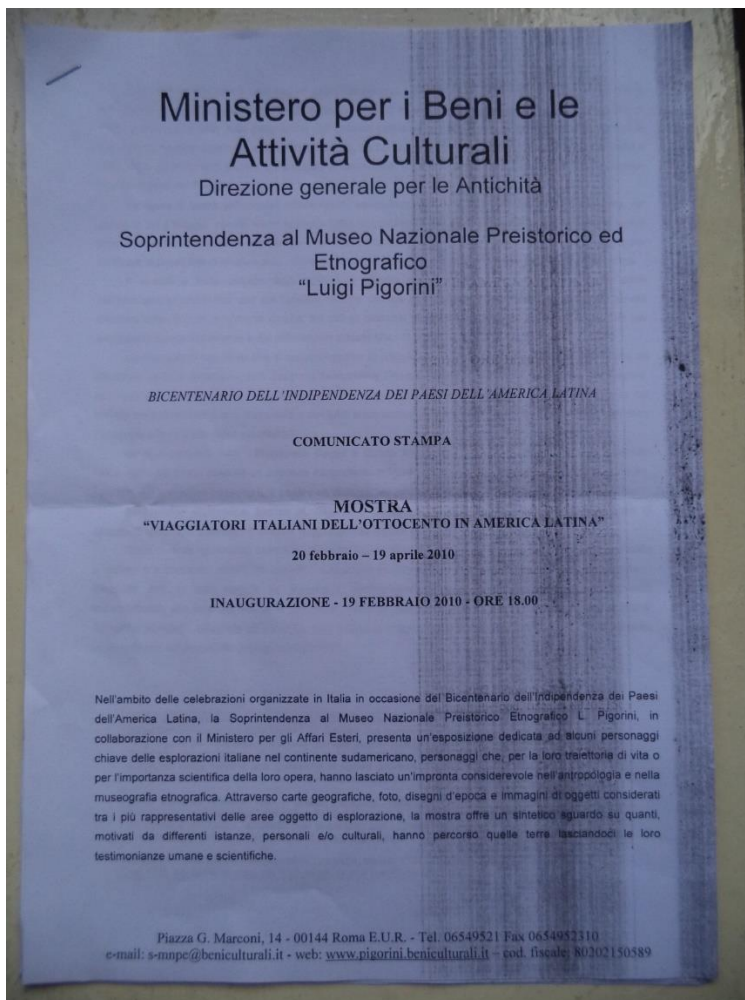 Ministero per i Beni e le
Attività Culturali
Direzione generale per le Antichità
Soprintendenza al Museo Nazionale Preistorico ed
Etnografico
“Luigi Pigorini”
BICENTENARIO DELL'INDIPENDENZA DEI PAESI DELL'AMERICA LATINA
COMUNICATO STAMPA
MOSTRA
“VIAGGIATORI ITALIANI DELL'OTTOCENTO IN AMERICA LATINA”
20 febbraio – 19 aprile 2010
INAUGURAZIONE - 19 FEBBRAIO 2010 - ORE 18.00
Nell'ambito delle celebrazioni organizzate in Italia in occasione del Bicentenario dell'Indipendenza dei Paesi
dell'America Latina, la Soprintendenza al Museo Nazionale Preistorico Etnografico L. Pigorini, in
collaborazione con il Ministero per gli Affari Esteri, presenta un'esposizione dedicata ad alcuni personaggi
chiave delle esplorazioni italiane nel continente sudamericano, personaggi che, per la loro traiettoria di vita o
per l'importanza scientifica della loro opera, hanno lasciato un'impronta considerevole nell'antropologia e nella
museografia etnografica. Attraverso carte geografiche, foto, disegni d'epoca e immagini di oggetti considerati
tra i più rappresentativi delle aree oggetto di esplorazione, la mostra offre un sintetico sguardo su quanti,
motivati da differenti istanze, personali e/o culturali, hanno percorso quelle terre lasciandoci le loro
testimonianze umane e scientifiche.
Piazza G. Marconi, 14 - 00144 Roma E.U.R. - Tel. 06549521 Fax 0654952310
e-mail: s-mnpe@beniculturali.it - web: www.pigorini.beniculturali.it – cod. fiscale: 80202150589